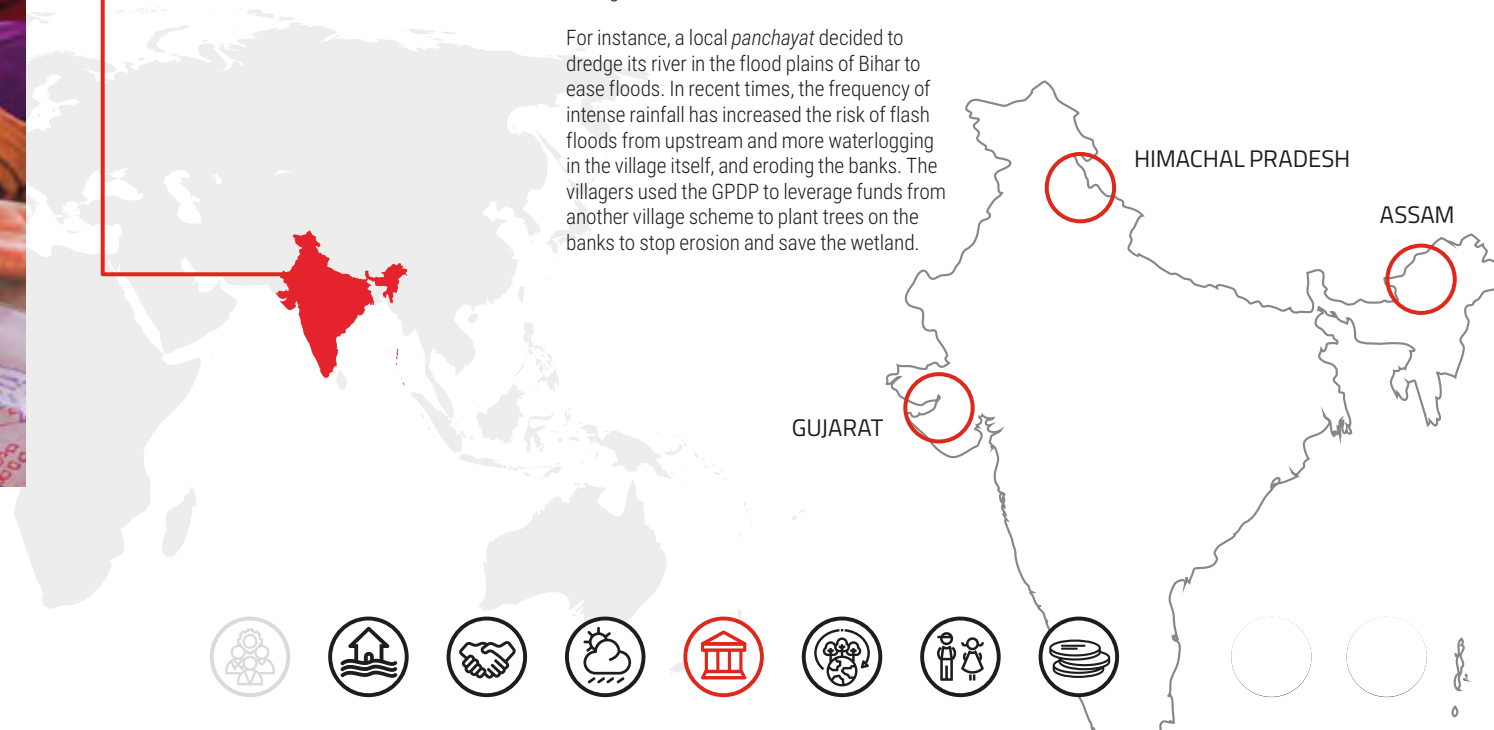 For instance, a local panchayat decided to
dredge its river in the flood plains of Bihar to
ease floods. In recent times, the frequency of
intense rainfall has increased the risk of flash
floods from upstream and more waterlogging
in the village itself, and eroding the banks. The
villagers used the GPDP to leverage funds from
another village scheme to plant trees on the
banks to stop erosion and save the wetland.
HIMACHAL PRADESH
ASSAM
GUJARAT